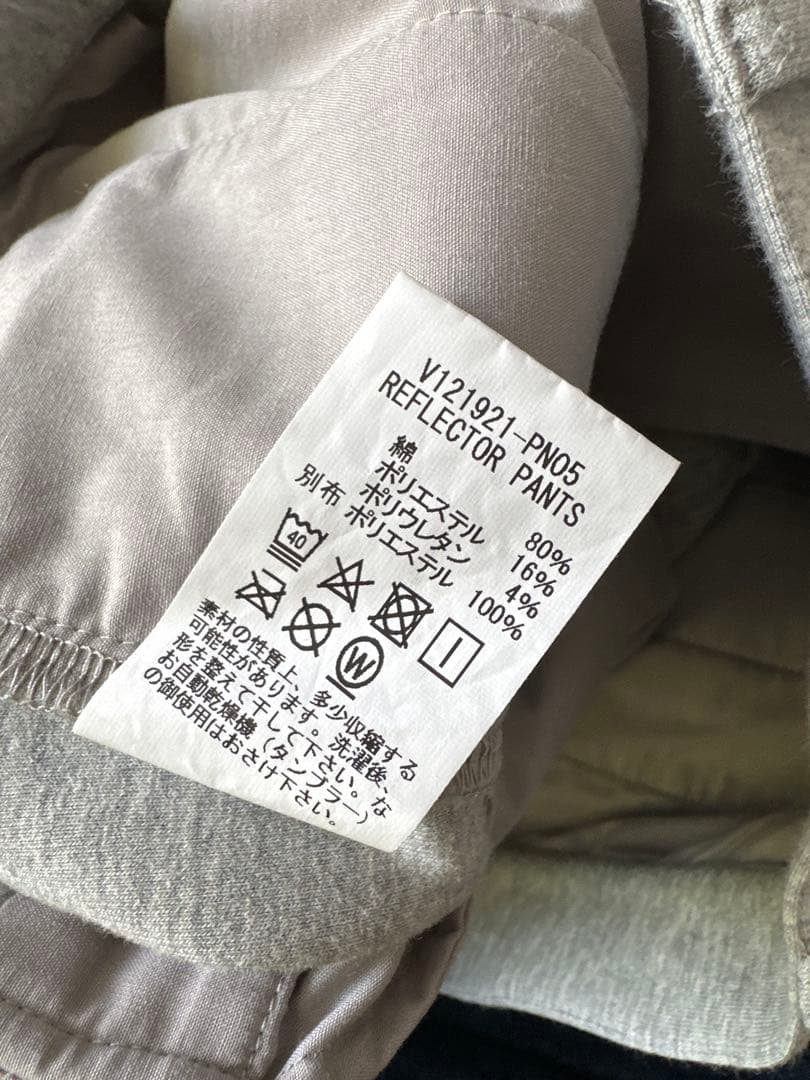 V121921-PN05
REFLECTOR PANTS
綿 80%
ポリエステル 16%
ポリウレタン 4%
別布 ポリエステル 100%
40
W
素材の性質上、多少収縮する
可能性があります。洗濯後、
形を整えて干して下さい。な
お自動乾燥機(タンブラー)
の御使用はおさけ下さい。